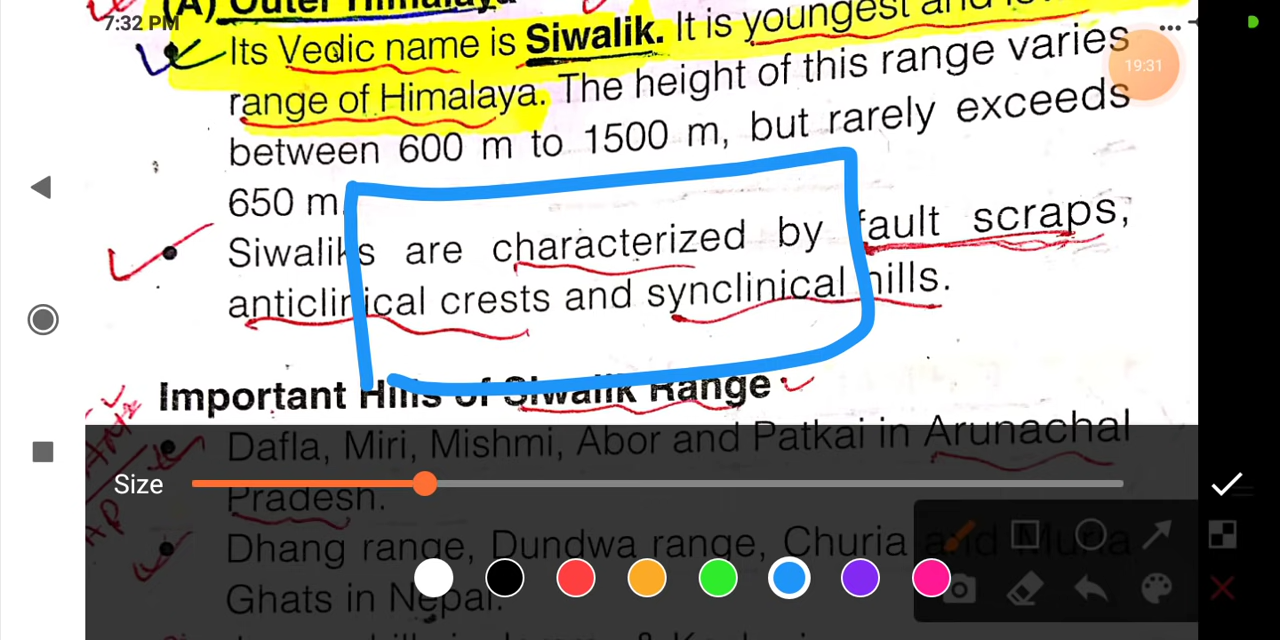 7:32 PM
(A) Outer Himalaya
Its Vedic name is Siwalik. It is youngest and
19:31
range of Himalaya. The height of this range varies
between 600 m to 1500 m, but rarely exceeds
650 m.
Siwaliks are characterized by fault scraps,
anticlinical crests and synclinical hills.
Important Hills of Siwalik Range
Dafla, Miri, Mishmi, Abor and Patkai in Arunachal
Size
Pradesh.
Dhang range, Dundwa range, Churia and Muria
Ghats in Nepal.